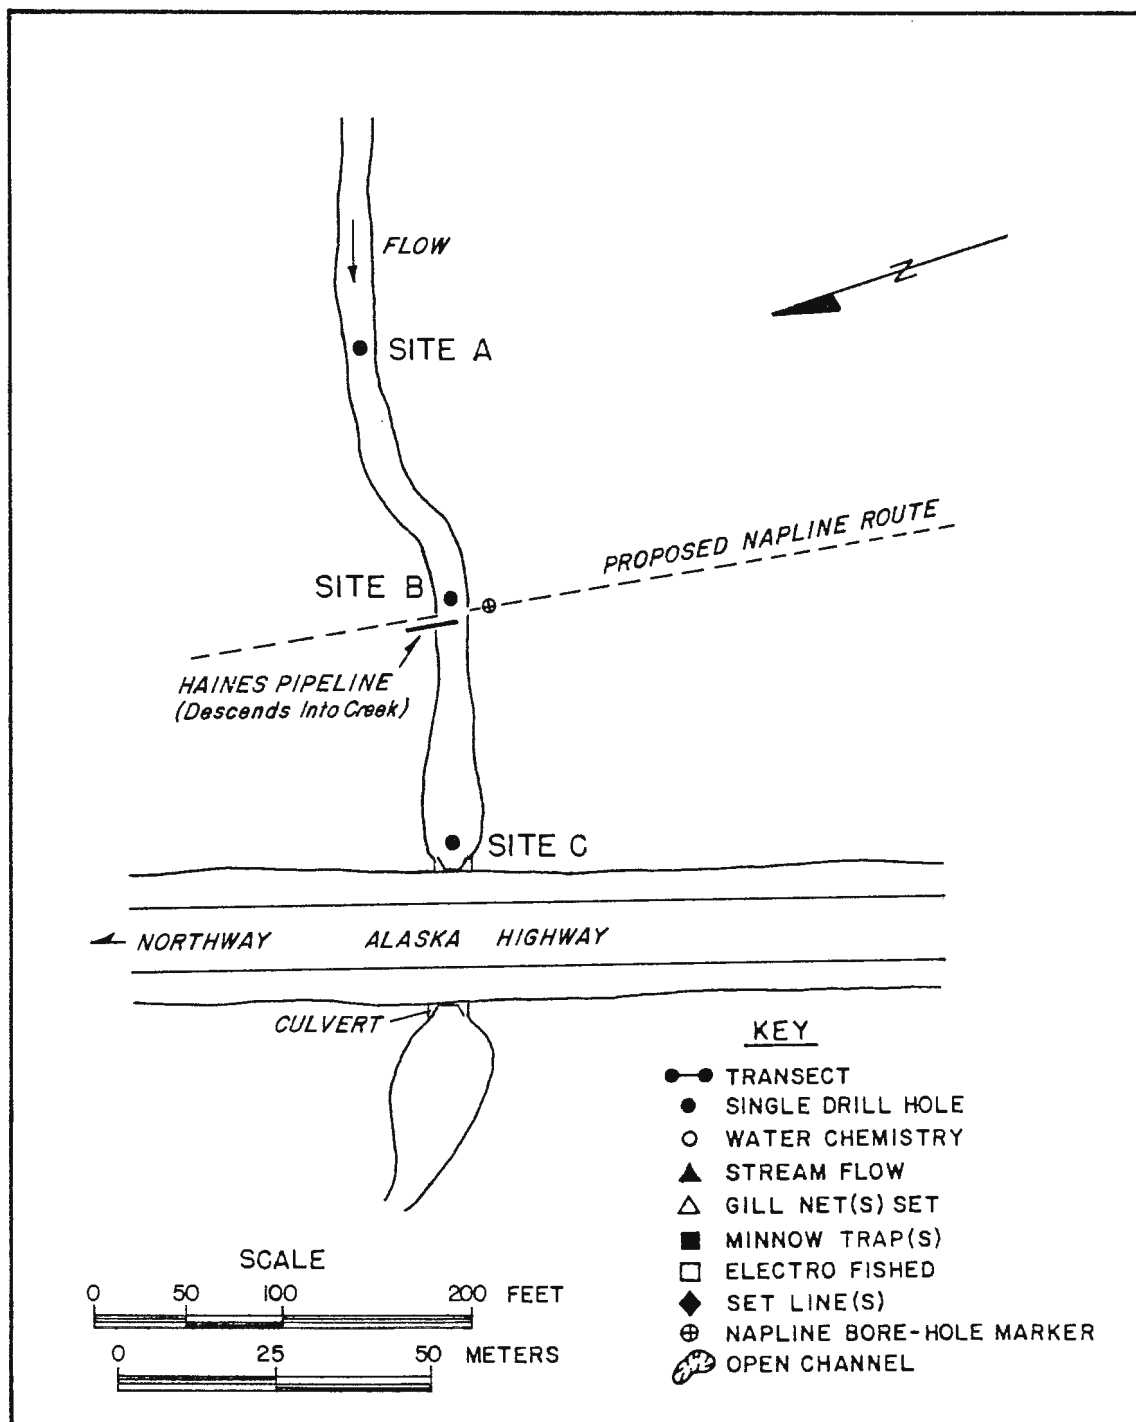 FLOW
N
SITE A
PROPOSED NAPLINE ROUTE
SITE B
HAINES PIPELINE
(Descends Into Creek)
SITE C
NORTHWAY ALASKA HIGHWAY
CULVERT
KEY
TRANSECT
SINGLE DRILL HOLE
WATER CHEMISTRY
STREAM FLOW
GILL NET(S) SET
MINNOW TRAP(S)
ELECTRO FISHED
SET LINE(S)
NAPLINE BORE-HOLE MARKER
OPEN CHANNEL
SCALE
0 50 100 200 FEET
0 25 50 METERS